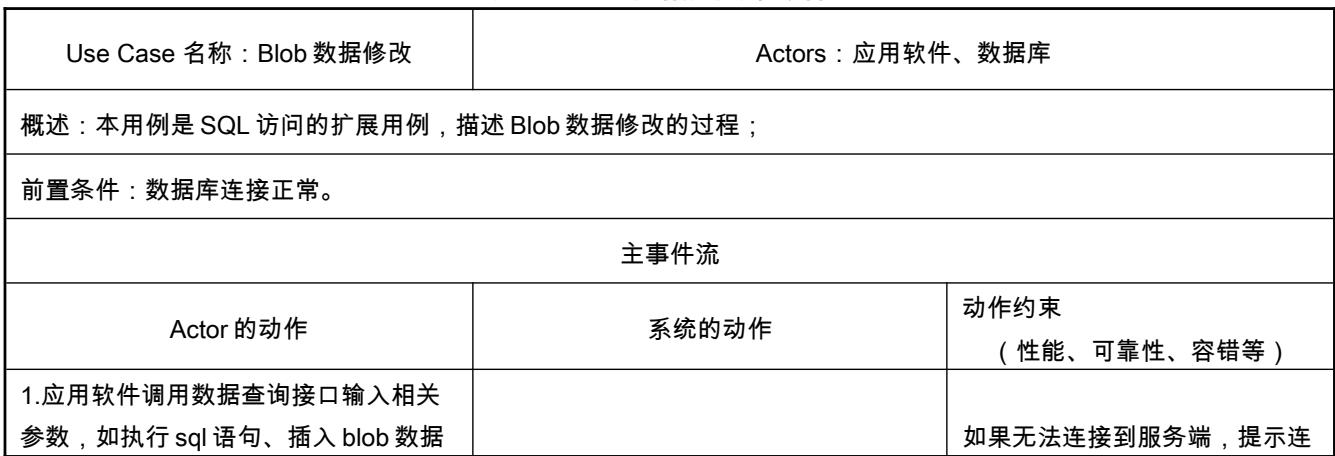 Use Case 名称：Blob 数据修改
Actors：应用软件、数据库
概述：本用例是 SQL 访问的扩展用例，描述 Blob 数据修改的过程；
前置条件：数据库连接正常。
主事件流
Actor 的动作
系统的动作
动作约束
（性能、可靠性、容错等）
1.应用软件调用数据查询接口输入相关
参数，如执行 sql 语句、插入 blob 数据
如果无法连接到服务端，提示连